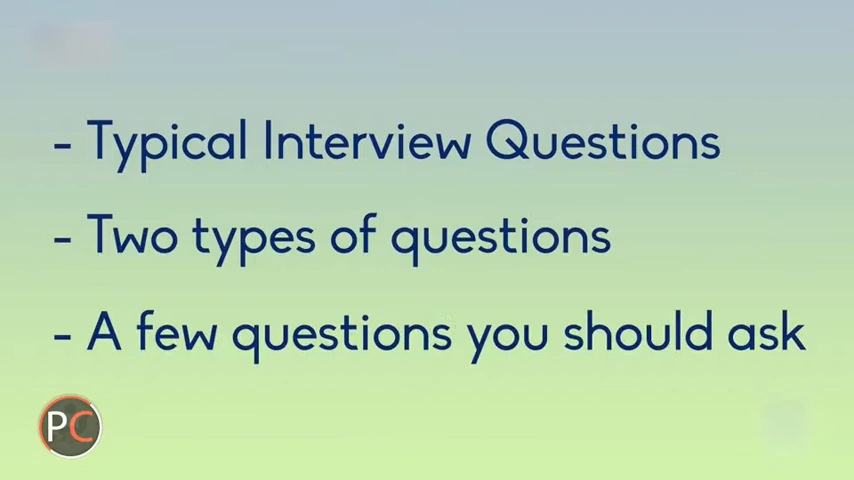 - Typical Interview Questions
- Two types of questions
- A few questions you should ask
PC